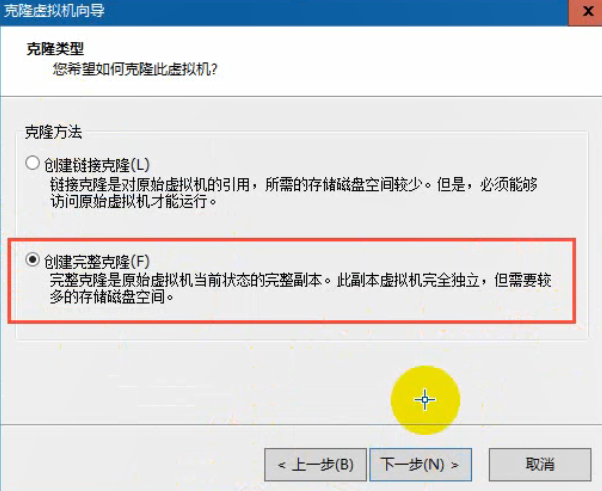 克隆虚拟机向导
x
克隆类型
您希望如何克隆此虚拟机?
克隆方法
创建链接克隆(L)
链接克隆是对原始虚拟机的引用，所需的存储磁盘空间较少。但是，必须能够
访问原始虚拟机才能运行。
创建完整克隆(F)
完整克隆是原始虚拟机当前状态的完整副本。此副本虚拟机完全独立，但需要较
多的存储磁盘空间。
< 上一步(B)
下一步(N) >
取消